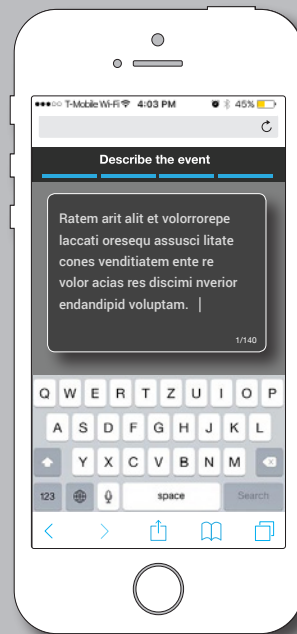 T-Mobile Wi-Fi 4:03 PM 45%
Describe the event
Ratem arit alit et volorrorepe
laccati oresequ assusci litate
cones venditiatem ente re
volor acias res discimi nverior
endandipid voluptam.
1/140
Q W E R T Z U I O P
A S D F G H J K L
Y X C V B N M
123 space Search